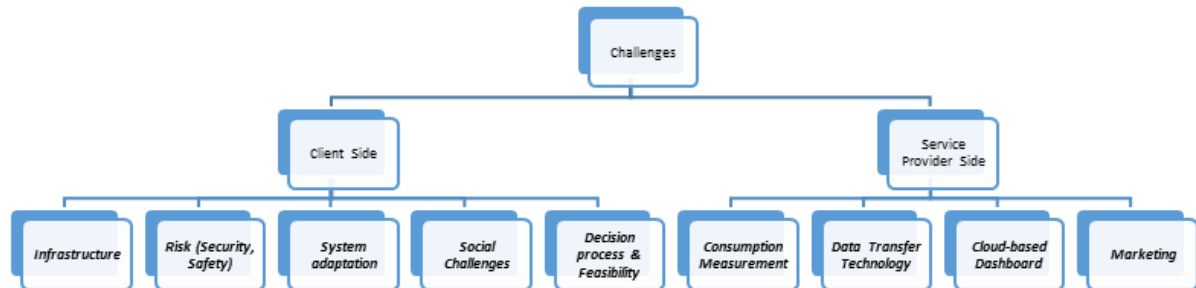 Challenges
Client Side
Service
Provider Side
Infrastructure
Risk (Security,
Safety)
System
adaptation
Social
Challenges
Decision
process &
Feasibility
Consumption
Measurement
Data Transfer
Technology
Cloud-based
Dashboard
Marketing